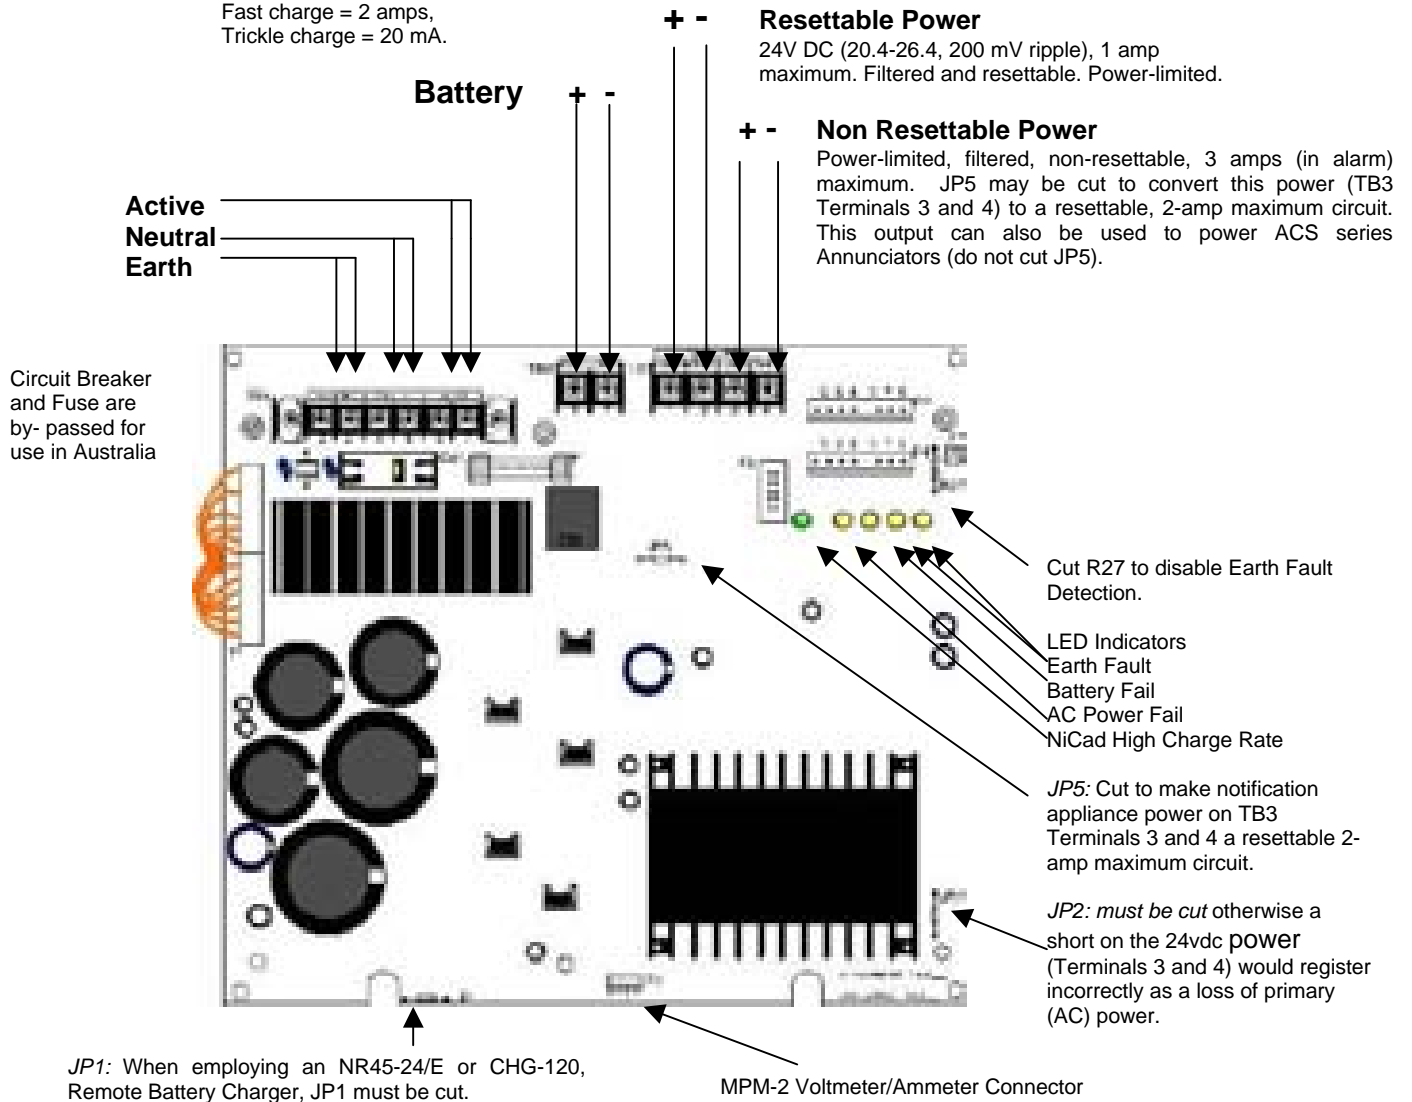 Fast charge = 2 amps,
Trickle charge = 20 mA.
+ - Resettable Power
24V DC (20.4-26.4, 200 mV ripple), 1 amp
maximum. Filtered and resettable. Power-limited.
Battery + -
+ - Non Resettable Power
Power-limited, filtered, non-resettable, 3 amps (in alarm)
maximum. JP5 may be cut to convert this power (TB3
Terminals 3 and 4) to a resettable, 2-amp maximum circuit.
This output can also be used to power ACS series
Annunciators (do not cut JP5).
Active
Neutral
Earth
Circuit Breaker
and Fuse are
by- passed for
use in Australia
Cut R27 to disable Earth Fault
Detection.
LED Indicators
Earth Fault
Battery Fail
AC Power Fail
NiCad High Charge Rate
JP5: Cut to make notification
appliance power on TB3
Terminals 3 and 4 a resettable 2-
amp maximum circuit.
JP2: must be cut otherwise a
short on the 24vdc power
(Terminals 3 and 4) would register
incorrectly as a loss of primary
(AC) power.
JP1: When employing an NR45-24/E or CHG-120,
Remote Battery Charger, JP1 must be cut.
MPM-2 Voltmeter/Ammeter Connector